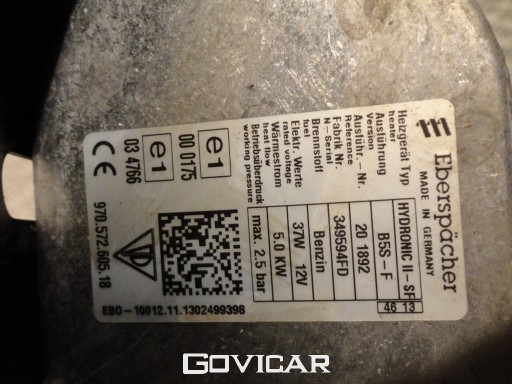 Eberspächer
MADE IN GERMANY
Heizgerät Typ heater HYDRONIC II-SF
Ausführung Version B5S-F 46 13
Ausführ.-Nr. Reference 20 1892
Fabrik Nr. N-Serial 349594FD
Brennstoff fuel Benzin
Elektr. Werte rated voltage 37W 12V
Wärmestrom heat flow 5.0 KW
Betriebsüberdruck working pressure max. 2.5 bar
e1 00 0175
e1 03 4766
CE 970.572.605.18
EBO-10012.11.1302499398
GOVICAR